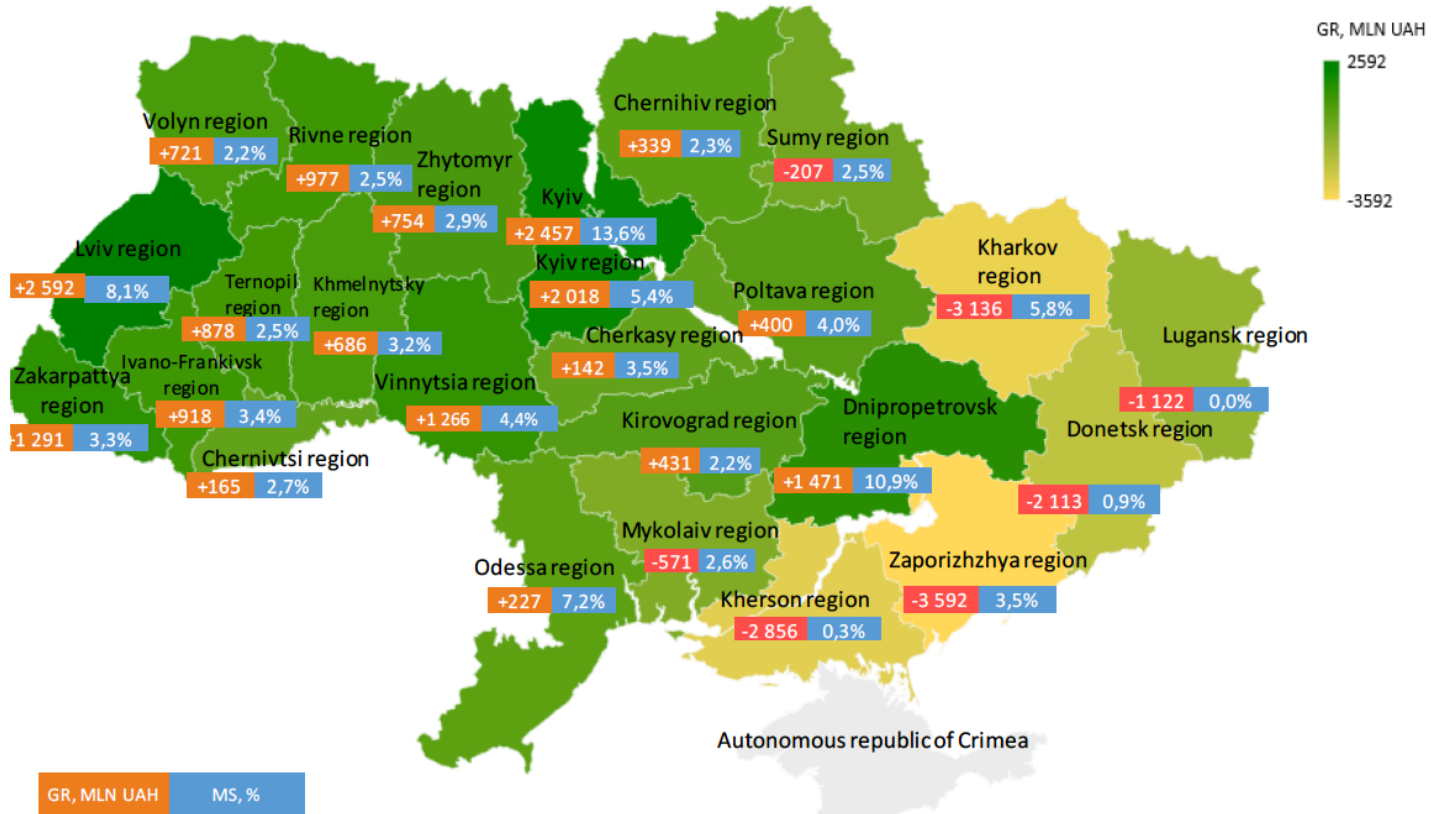 GR, MLN UAH
2592
-3592
Volyn region
+721 2,2%
Rivne region
+977 2,5%
Zhytomyr
region
+754 2,9%
Kyiv
+2 457 13,6%
Kyiv region
+2 018 5,4%
Chernihiv region
+339 2,3%
Sumy region
-207 2,5%
Lviv region
+2 592 8,1%
Ternopil
region
+878 2,5%
Khmelnytsky
region
+686 3,2%
Poltava region
+400 4,0%
Kharkov
region
-3 136 5,8%
Lugansk region
-1 122 0,0%
Cherkasy region
+142 3,5%
Ivano-Frankivsk
region
+918 3,4%
Zakarpattya
region
+1 291 3,3%
Vinnytsia region
+1 266 4,4%
Chernivtsi region
+165 2,7%
Kirovograd region
+431 2,2%
Dnipropetrovsk
region
+1 471 10,9%
Donetsk region
-2 113 0,9%
Mykolaiv region
-571 2,6%
Odessa region
+227 7,2%
Kherson region
-2 856 0,3%
Zaporizhzhya region
-3 592 3,5%
Autonomous republic of Crimea
GR, MLN UAH MS, %